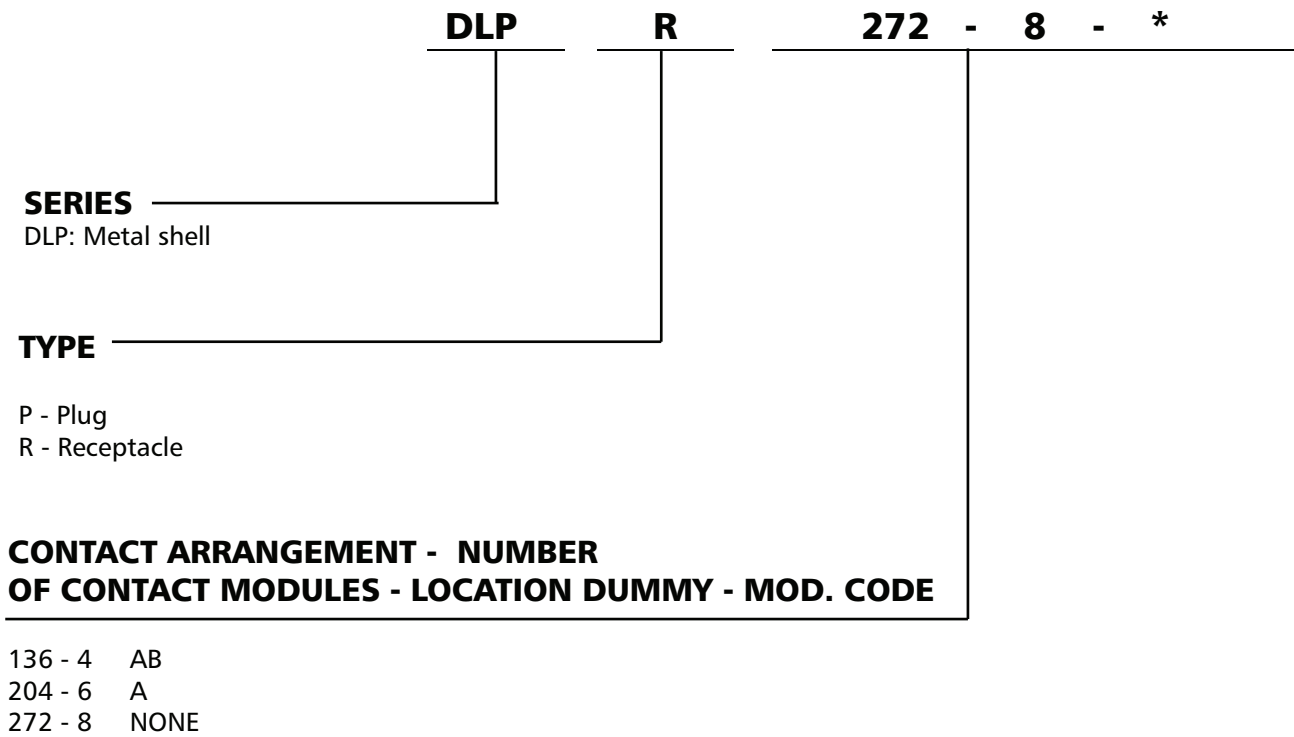 DLP R 272 - 8 - *
SERIES
DLP: Metal shell
TYPE
P - Plug
R - Receptacle
CONTACT ARRANGEMENT - NUMBER
OF CONTACT MODULES - LOCATION DUMMY - MOD. CODE
136 - 4 AB
204 - 6 A
272 - 8 NONE